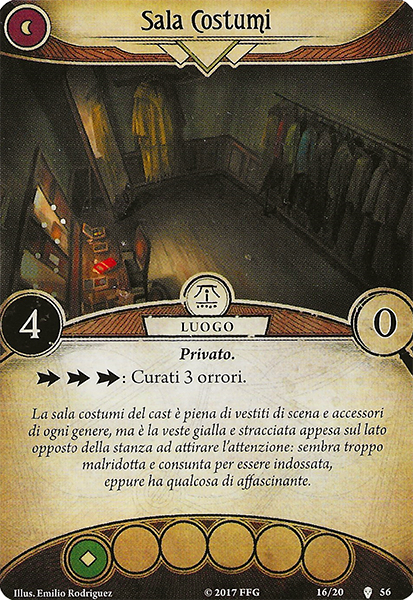 Sala Costumi
4
LUOGO
0
Privato.
: Curati 3 orrori.
La sala costumi del cast è piena di vestiti di scena e accessori
di ogni genere, ma è la veste gialla e stracciata appesa sul lato
opposto della stanza ad attirare l'attenzione: sembra troppo
malridotta e consunta per essere indossata,
eppure ha qualcosa di affascinante.
Illus. Emilio Rodriguez © 2017 FFG 16/20 56